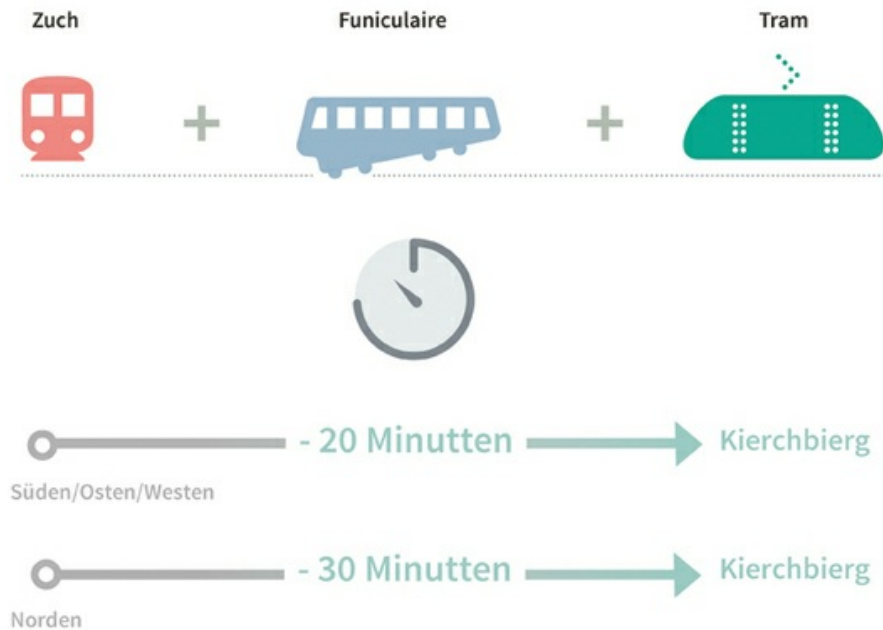 Zuch
Funiculaire
Tram
+
+
- 20 Minutten
Kierchbierg
Süden/Osten/Westen
- 30 Minutten
Kierchbierg
Norden